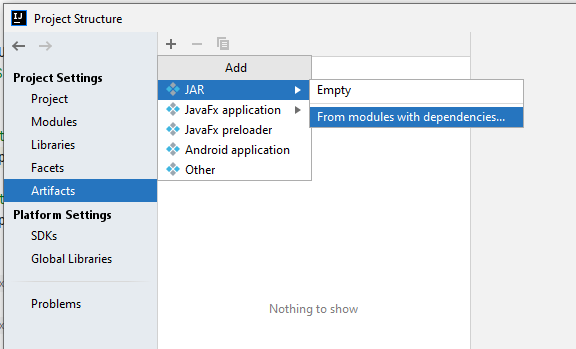 IJ Project Structure
Project Settings
Project
Modules
Libraries
Facets
Artifacts
Platform Settings
SDKs
Global Libraries
Problems
Add
JAR
JavaFx application
JavaFx preloader
Android application
Other
Empty
From modules with dependencies...
Nothing to show